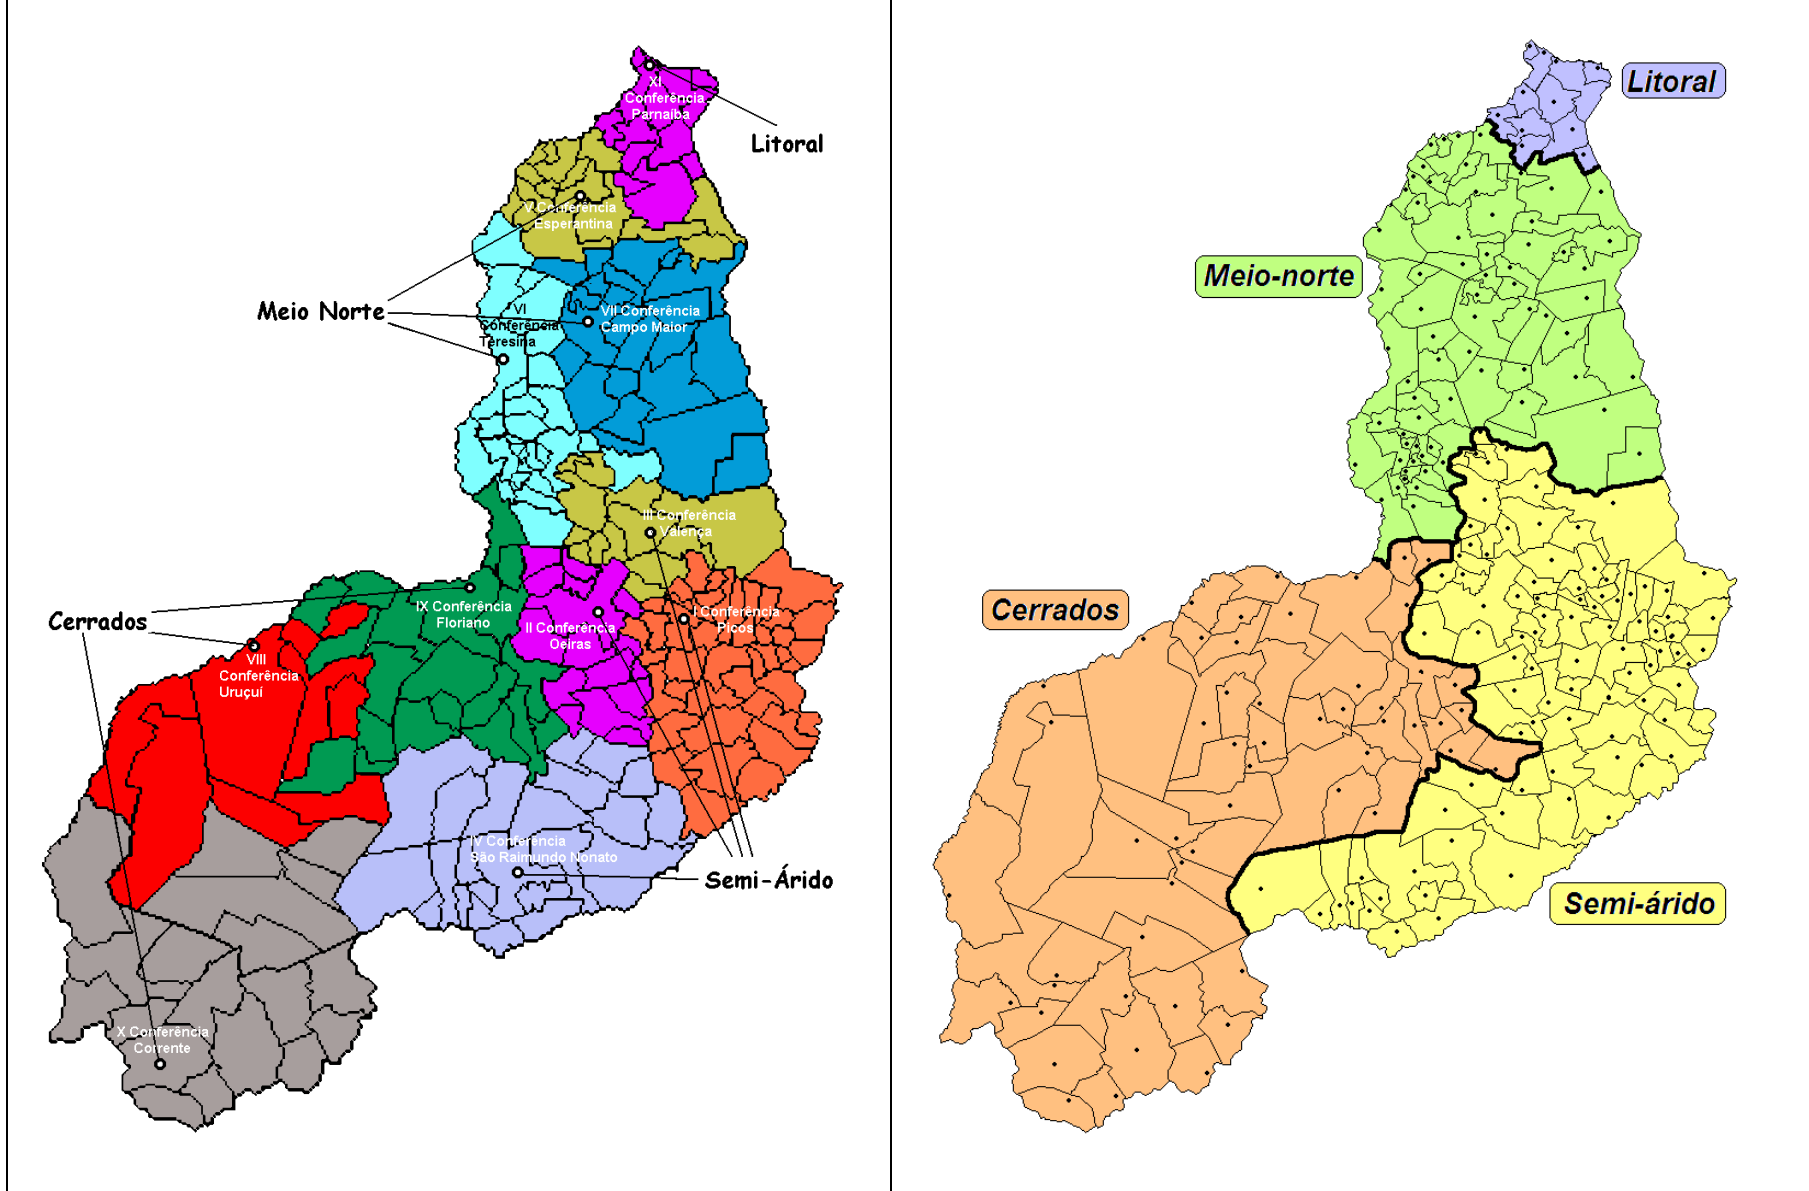 XI
Conferência
Parnaíba
Litoral
V Conferência
Esperantina
Meio Norte
VI
Conferência
Teresina
VII Conferência
Campo Maior
III Conferência
Valença
Cerrados
IX Conferência
Floriano
II Conferência
Oeiras
I Conferência
Picos
VIII
Conferência
Uruçuí
IV Conferência
São Raimundo Nonato
Semi-Árido
X Conferência
Corrente
Litoral
Meio-norte
Cerrados
Semi-árido